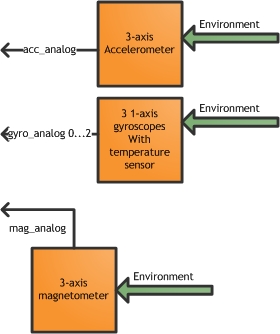 Environment
3-axis
Accelerometer
acc_analog
Environment
3 1-axis
gyroscopes
With
temperature
sensor
gyro_analog 0...2
mag_analog
3-axis
magnetometer
Environment